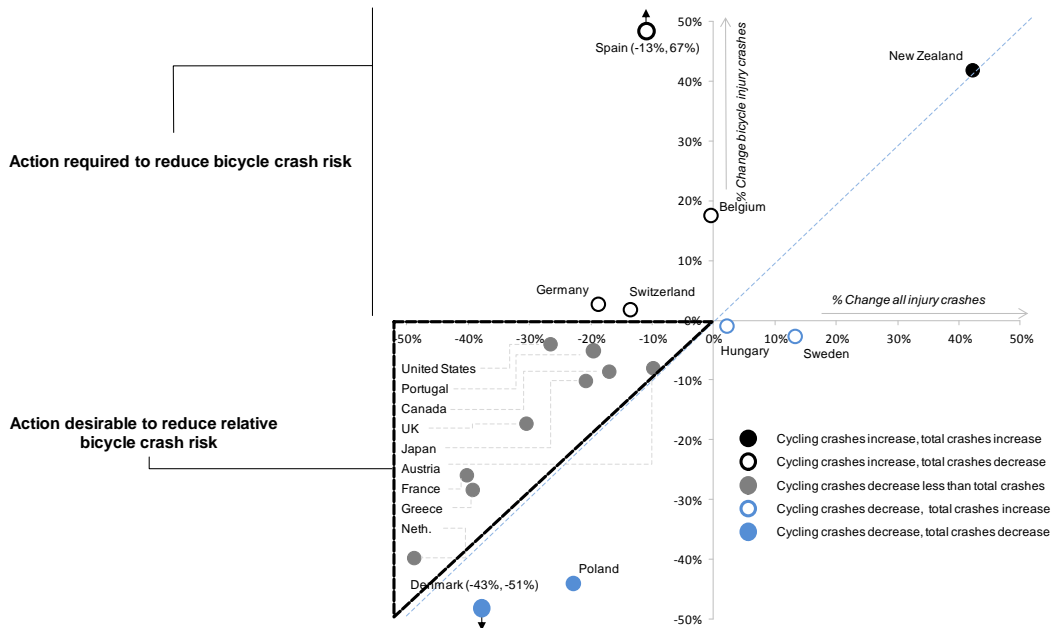 50%
Spain (-13%, 67%)
New Zealand
40%
% Change bicycle injury crashes
30%
Action required to reduce bicycle crash risk
20%
Belgium
10%
Germany
Switzerland
% Change all injury crashes
0%
-50%
-40%
-30%
-20%
-10%
0%
10%
20%
30%
40%
50%
Hungary
Sweden
United States
-10%
Portugal
Canada
Action desirable to reduce relative
bicycle crash risk
UK
-20%
Japan
Austria
France
Greece
Neth.
-30%
Cycling crashes increase, total crashes increase
Cycling crashes increase, total crashes decrease
Cycling crashes decrease less than total crashes
Cycling crashes decrease, total crashes increase
Cycling crashes decrease, total crashes decrease
-40%
Poland
Denmark (-43%, -51%)
-50%